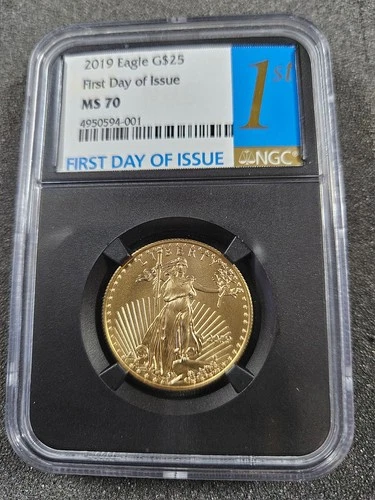 2019 Eagle G$25
First Day of Issue
MS 70
4950594-001
1st
FIRST DAY OF ISSUE
NGC
LIBERTY